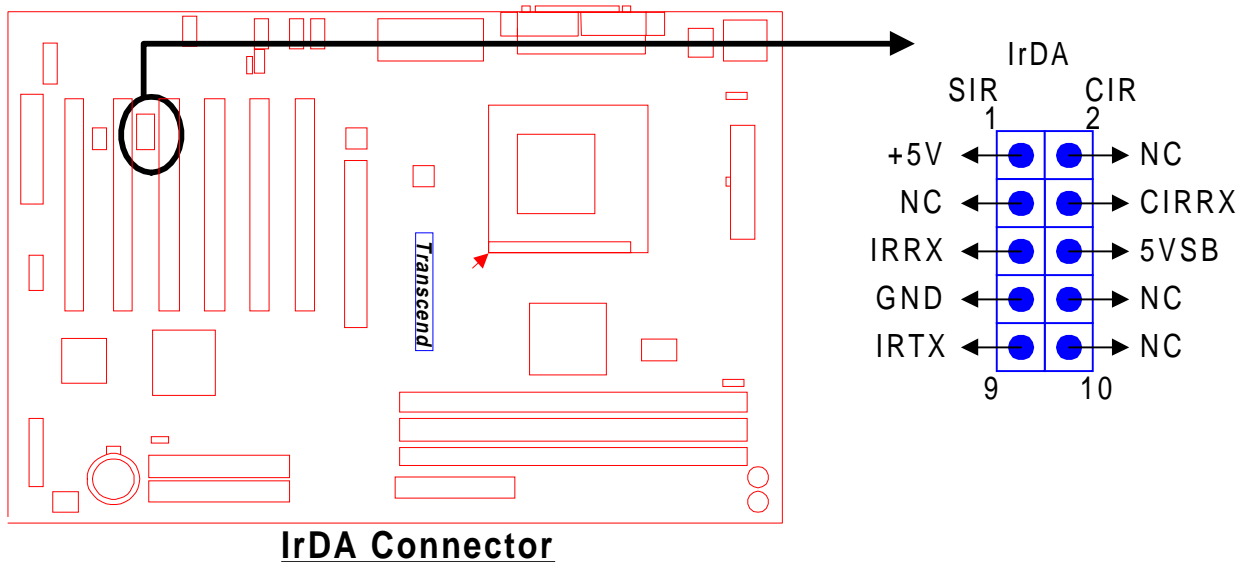 IrDA
SIR CIR
1 2
+5V NC
NC CIRRX
IRRX 5VSB
GND NC
IRTX NC
9 10
Transcend
IrDA Connector